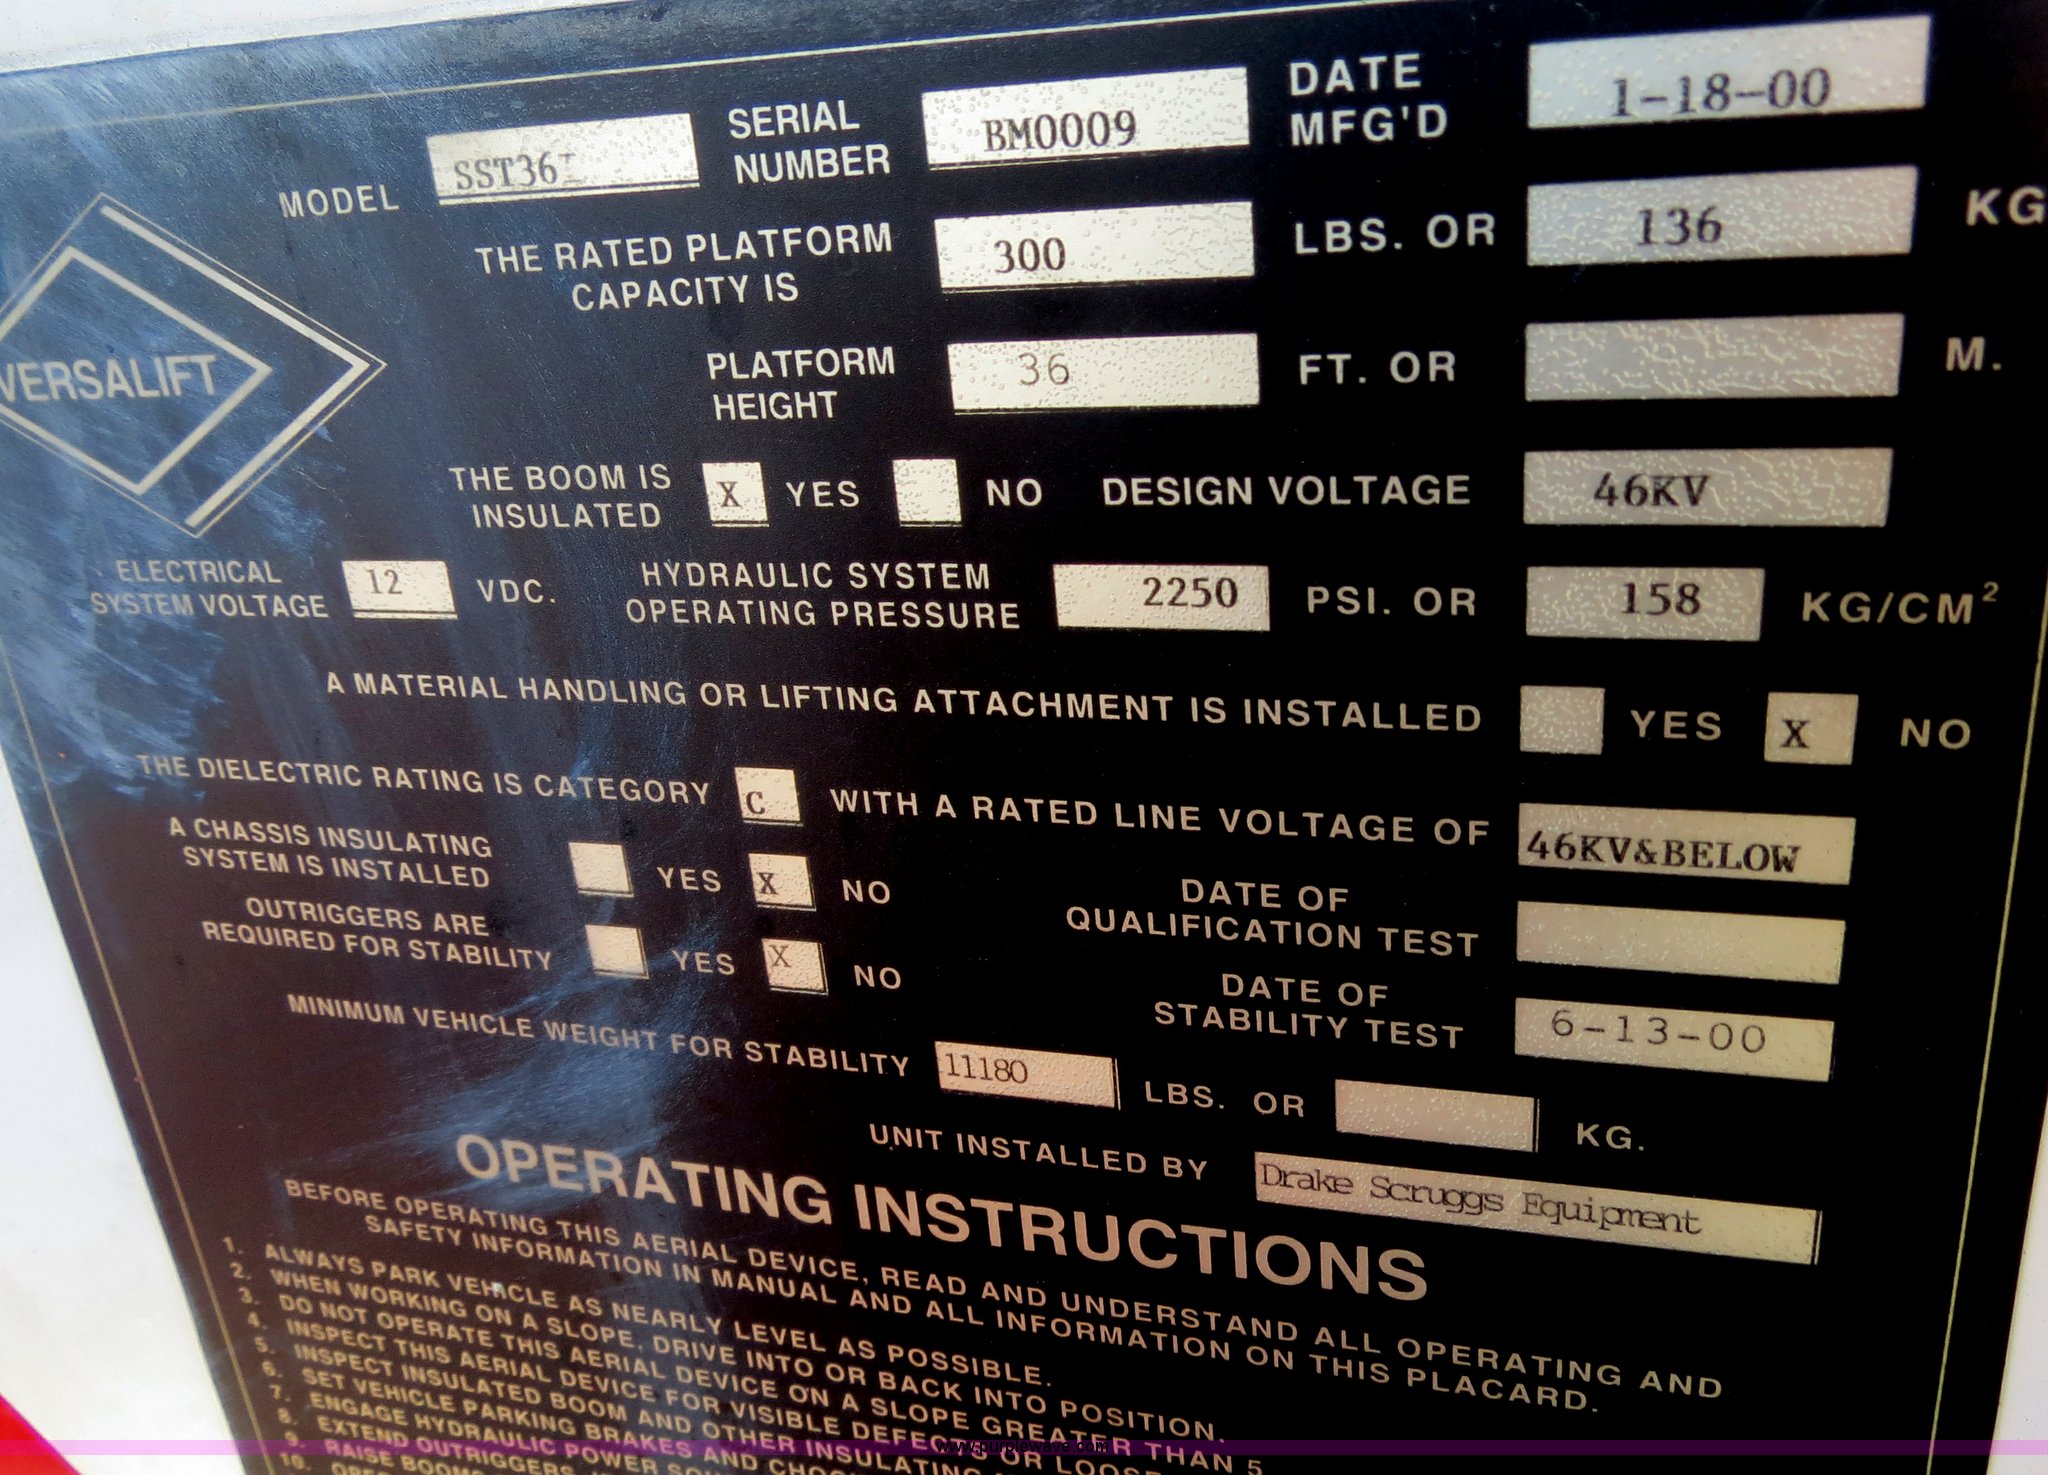 MODEL SST36I SERIAL NUMBER BM0009 DATE MFG'D 1-18-00
THE RATED PLATFORM CAPACITY IS 300 LBS. OR 136 KG
VERSALIFT
PLATFORM HEIGHT 36 FT. OR M.
THE BOOM IS INSULATED X YES NO DESIGN VOLTAGE 46KV
ELECTRICAL SYSTEM VOLTAGE 12 VDC. HYDRAULIC SYSTEM OPERATING PRESSURE 2250 PSI. OR 158 KG/CM²
A MATERIAL HANDLING OR LIFTING ATTACHMENT IS INSTALLED YES X NO
THE DIELECTRIC RATING IS CATEGORY C WITH A RATED LINE VOLTAGE OF 46KV&BELOW
A CHASSIS INSULATING SYSTEM IS INSTALLED YES X NO
DATE OF QUALIFICATION TEST
OUTRIGGERS ARE REQUIRED FOR STABILITY YES X NO
DATE OF STABILITY TEST 6-13-00
MINIMUM VEHICLE WEIGHT FOR STABILITY 11180 LBS. OR KG.
UNIT INSTALLED BY Drake Scruggs Equipment
OPERATING INSTRUCTIONS
BEFORE OPERATING THIS AERIAL DEVICE, READ AND UNDERSTAND ALL OPERATING AND
SAFETY INFORMATION IN MANUAL AND ALL INFORMATION ON THIS PLACARD.
1. ALWAYS PARK VEHICLE AS NEARLY LEVEL AS POSSIBLE.
2. WHEN WORKING ON A SLOPE, DRIVE INTO OR BACK INTO POSITION.
3. DO NOT OPERATE THIS AERIAL DEVICE ON A SLOPE GREATER THAN 5
4. INSPECT THIS AERIAL DEVICE FOR VISIBLE DEFECTS OR LOOSE
5. INSPECT INSULATED BOOM AND OTHER INSULATING
6. SET VEHICLE PARKING BRAKES AND
7. ENGAGE HYDRAULIC POWER
8. EXTEND OUTRIGGERS,
9. RAISE BOOM
10.
www.purplewave.com